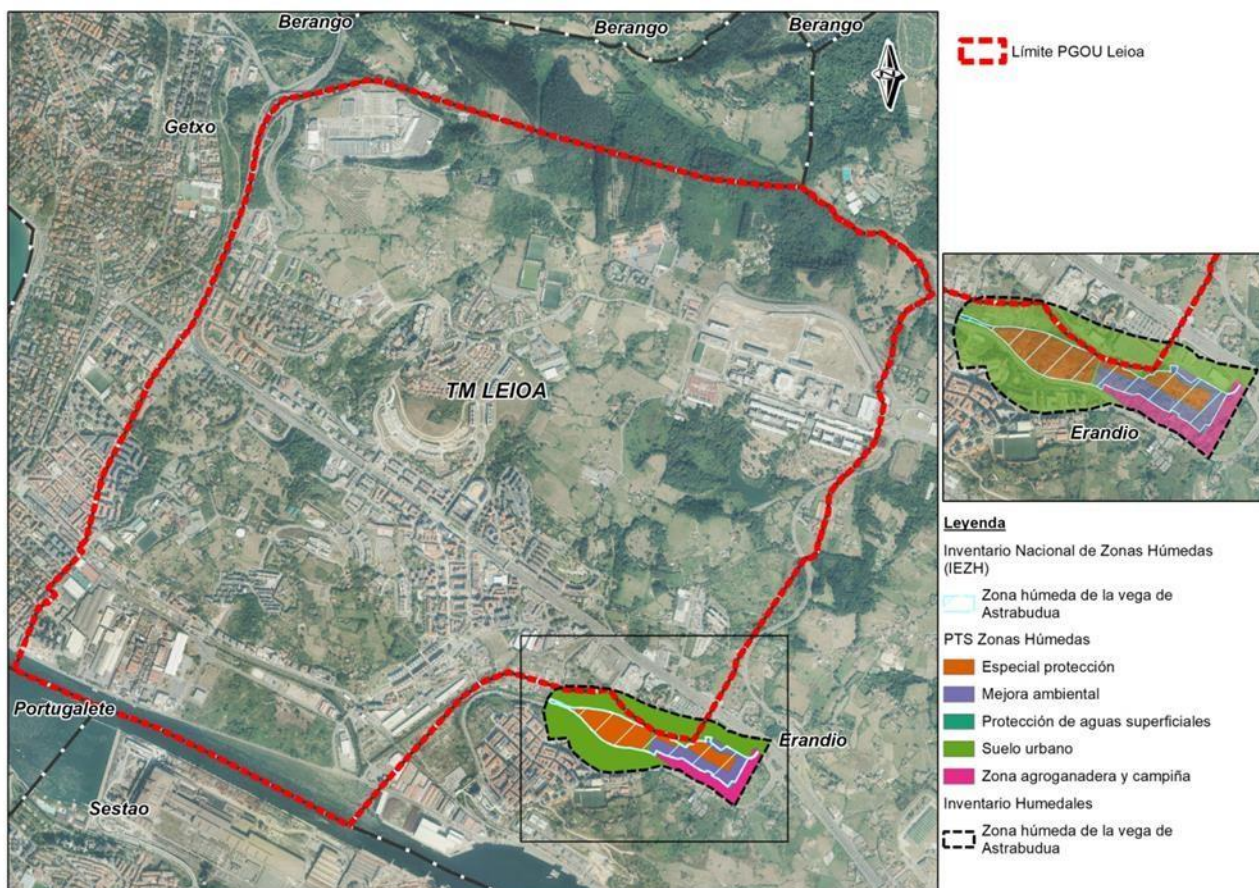 Berango
Berango
Berango
Límite PGOU Leioa
Getxo
TM LEIOA
Erandio
Portugalete
Erandio
Sestao
Leyenda
Inventario Nacional de Zonas Húmedas
(IEZH)
Zona húmeda de la vega de
Astrabudua
PTS Zonas Húmedas
Especial protección
Mejora ambiental
Protección de aguas superficiales
Suelo urbano
Zona agroganadera y campiña
Inventario Humedales
Zona húmeda de la vega de
Astrabudua